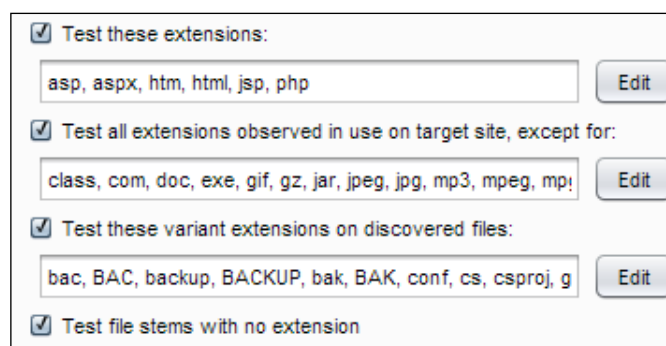 Test these extensions:
asp, aspx, htm, html, jsp, php
Edit
Test all extensions observed in use on target site, except for:
class, com, doc, exe, gif, gz, jar, jpeg, jpg, mp3, mpeg, mpg
Edit
Test these variant extensions on discovered files:
bac, BAC, backup, BACKUP, bak, BAK, conf, cs, csproj, g
Edit
Test file stems with no extension